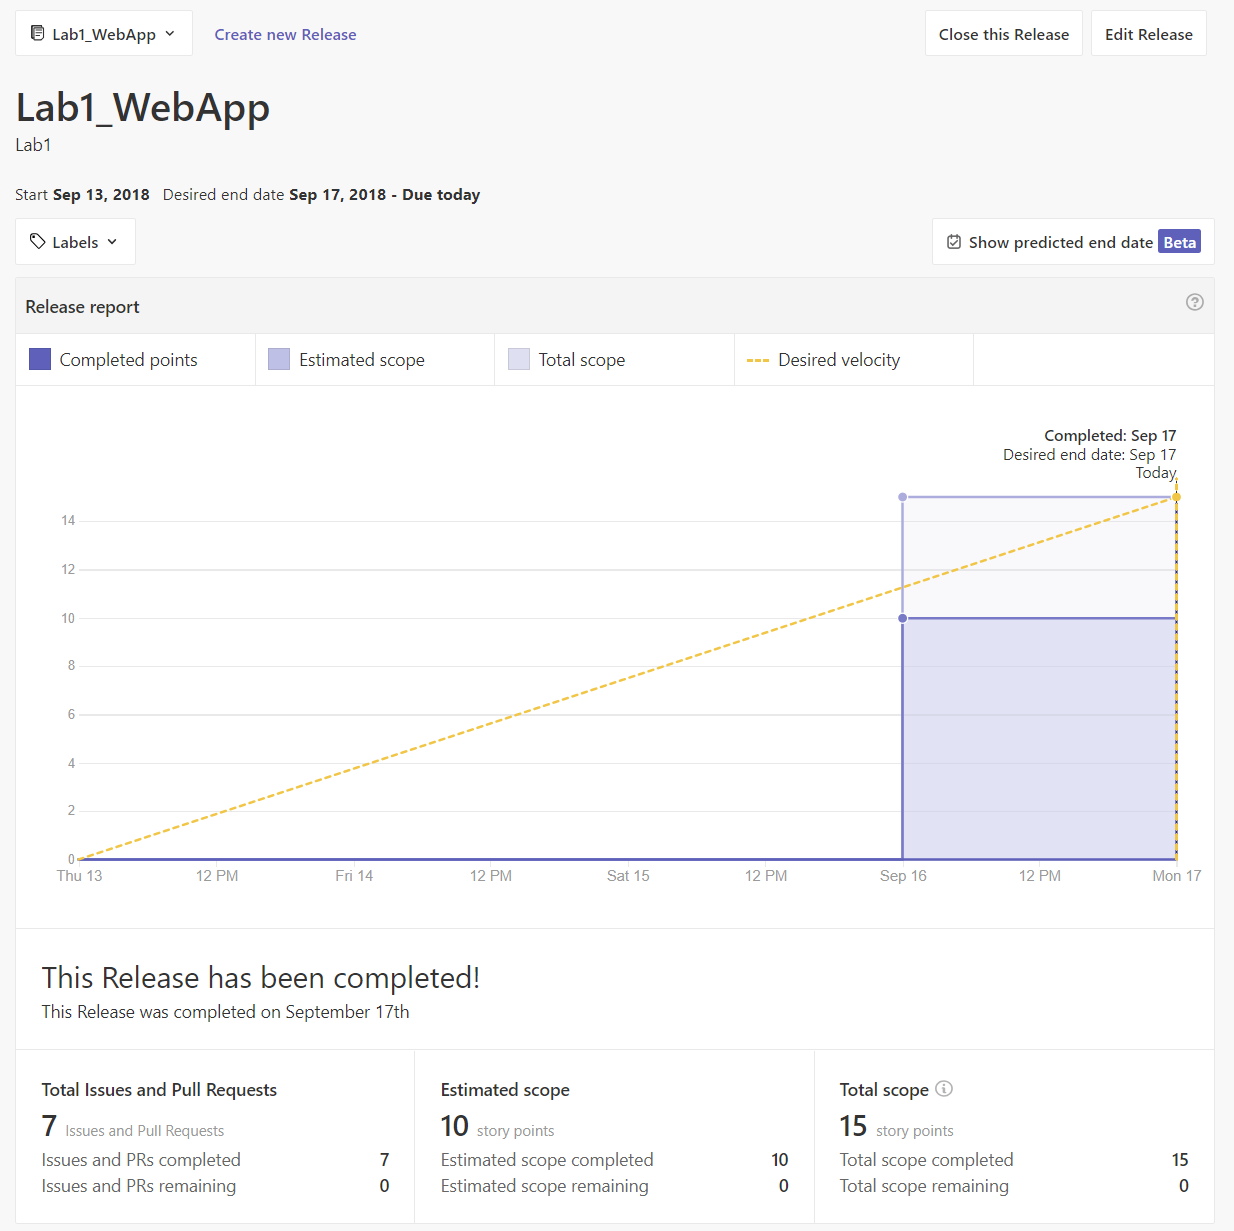 Lab1_WebApp
Create new Release
Close this Release
Edit Release
Lab1_WebApp
Lab1
Start Sep 13, 2018 Desired end date Sep 17, 2018 - Due today
Labels
Show predicted end date Beta
Release report
Completed points
Estimated scope
Total scope
Desired velocity
Completed: Sep 17
Desired end date: Sep 17
Today
14
12
10
8
6
4
2
0
Thu 13 12 PM Fri 14 12 PM Sat 15 12 PM Sep 16 12 PM Mon 17
This Release has been completed!
This Release was completed on September 17th
Total Issues and Pull Requests
7 Issues and Pull Requests
Issues and PRs completed 7
Issues and PRs remaining 0
Estimated scope
10 story points
Estimated scope completed 10
Estimated scope remaining 0
Total scope
15 story points
Total scope completed 15
Total scope remaining 0